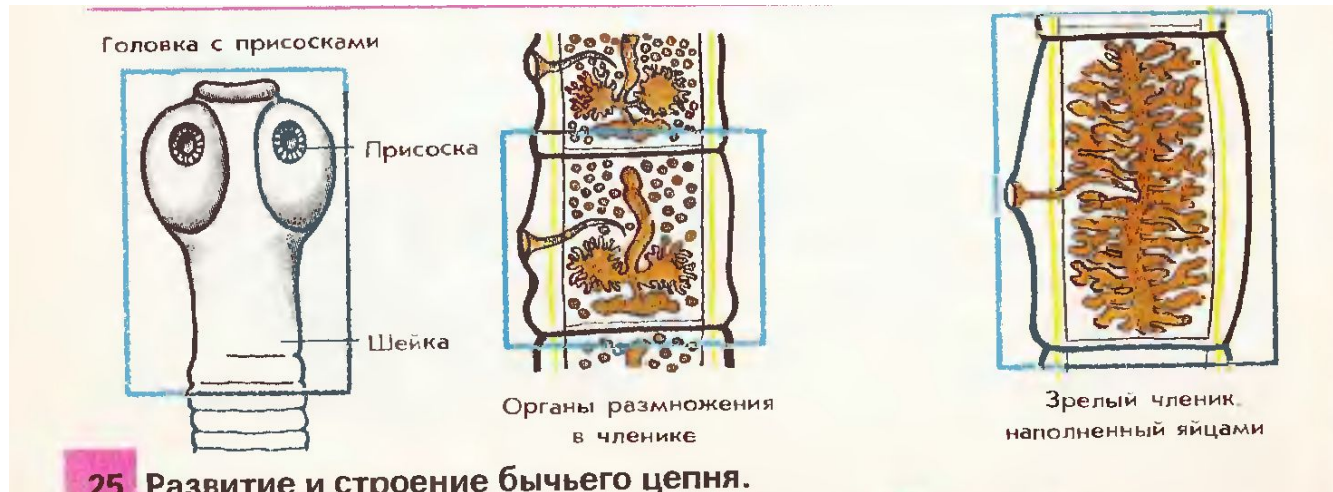 Головка с присосками
Присоска
Шейка
Органы размножения
в членике
Зрелый членик,
наполненный яйцами
25 Развитие и строение бычьего цепня.